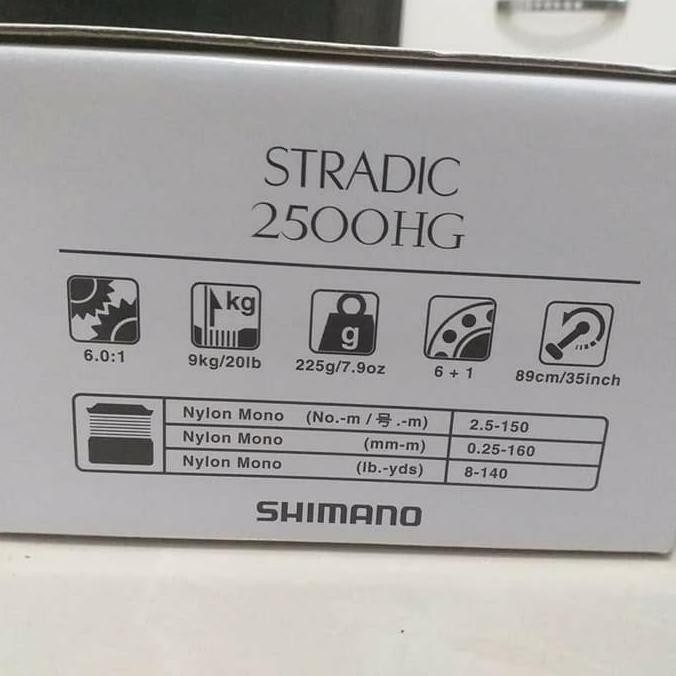 STRADIC
2500HG
kg
g
6.0:1 9kg/20lb 225g/7.9oz 6 + 1 89cm/35inch
Nylon Mono (No.-m / 号.-m) 2.5-150
Nylon Mono (mm-m) 0.25-160
Nylon Mono (lb.-yds) 8-140
SHIMANO